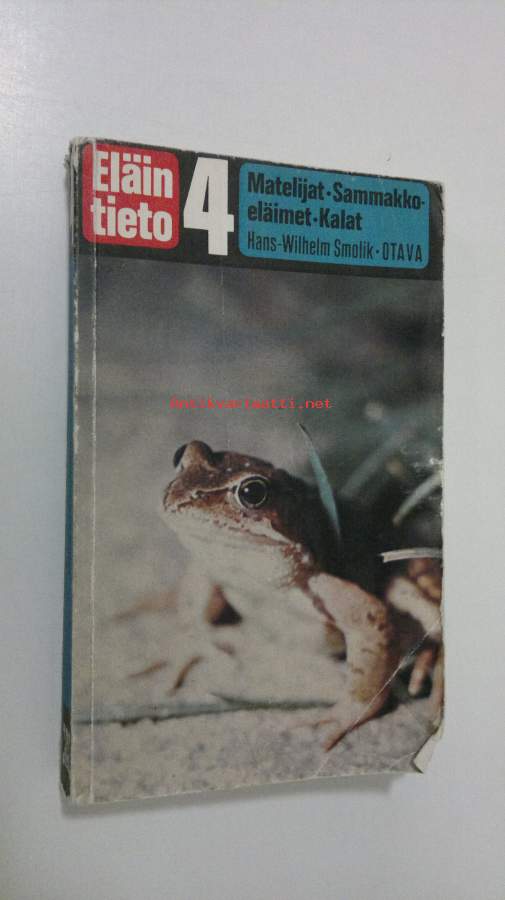 Eläin
tieto
4
Matelijat · Sammakko-
eläimet · Kalat
Hans-Wilhelm Smolik · OTAVA
Antikvariaatti.net